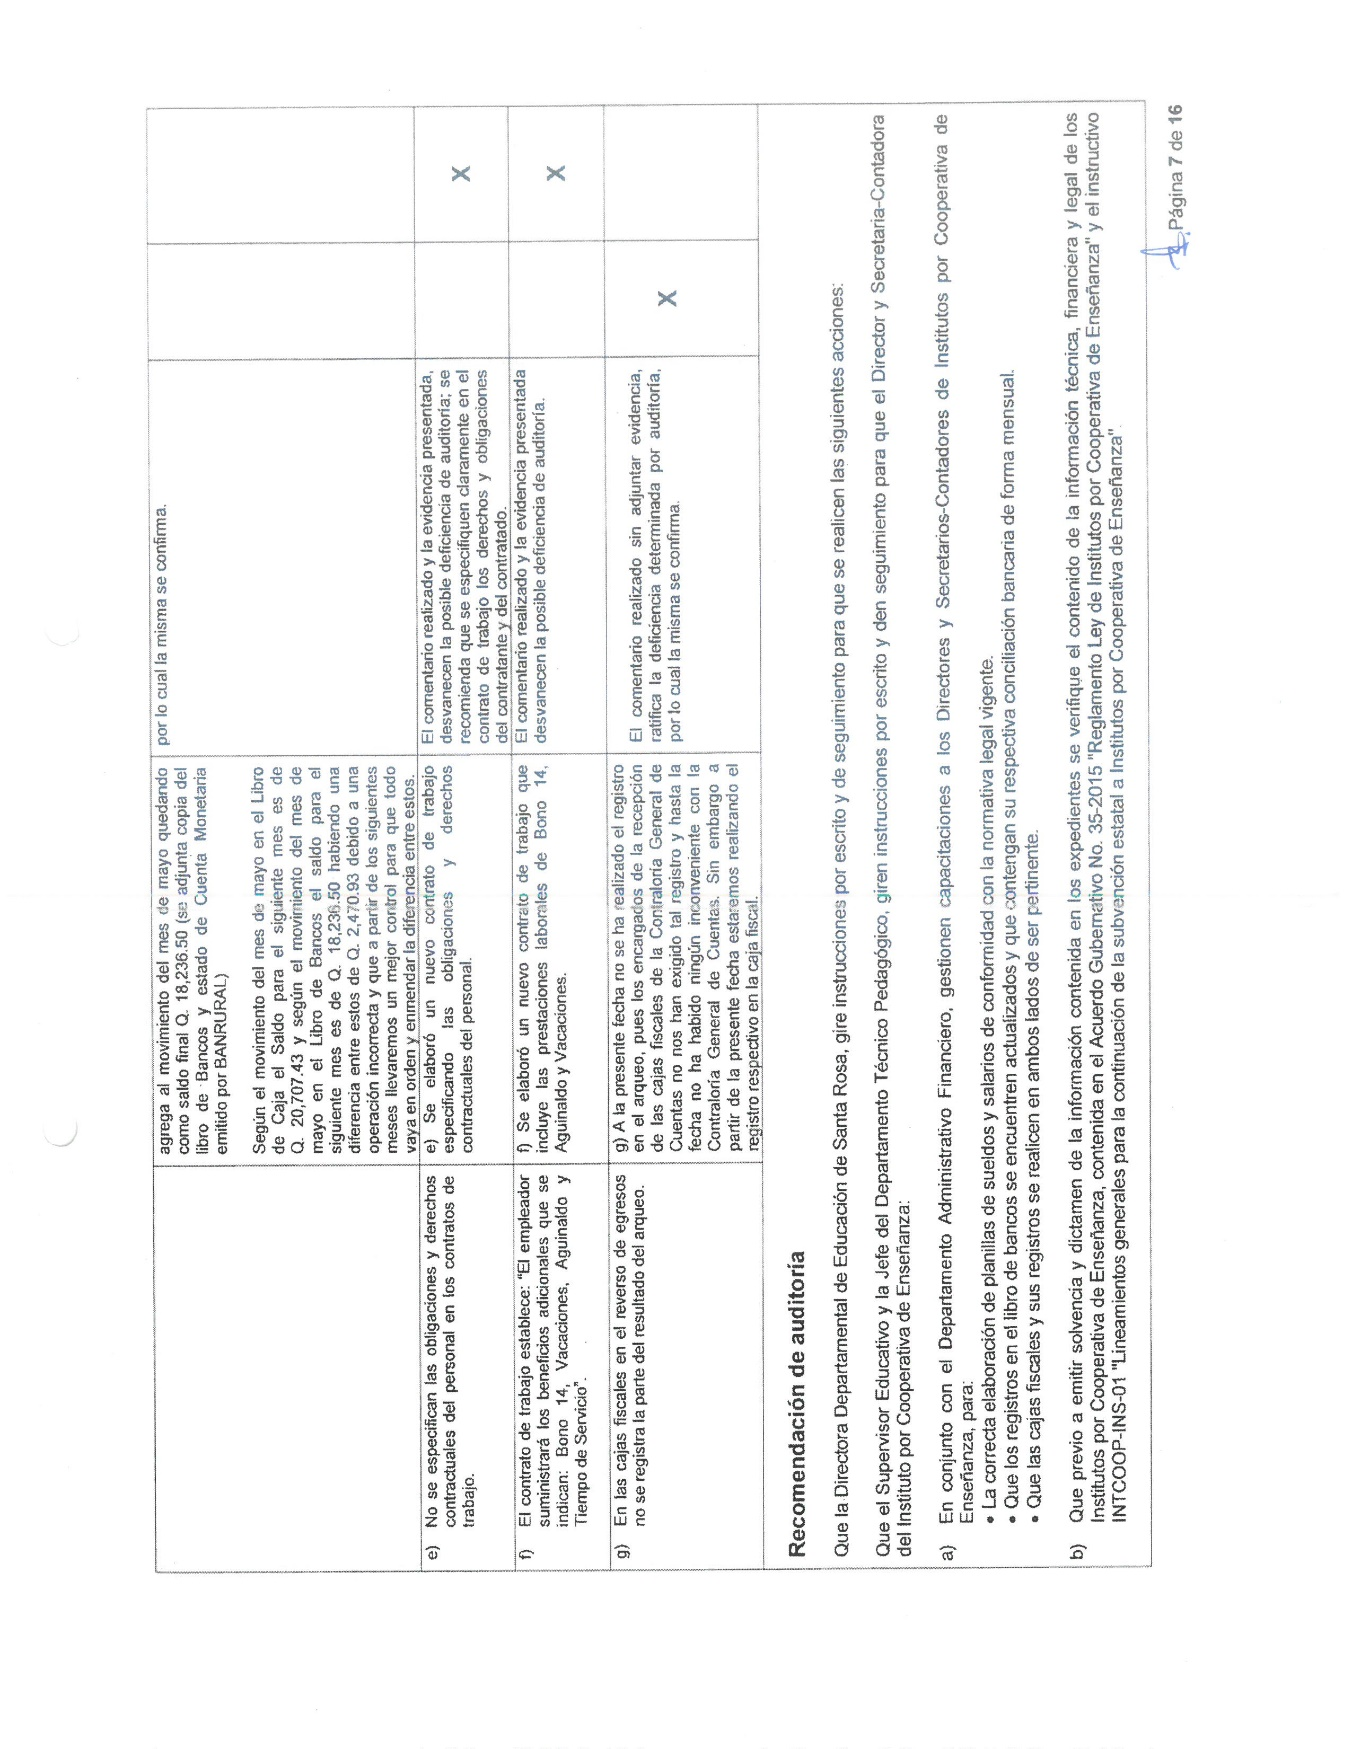 agrega al movimiento del mes de mayo quedando
como saldo final Q. 18,236.50 (se adjunta copia del
libro de Bancos y estado de Cuenta Monetaria
emitido por BANRURAL)
Según el movimiento del mes de mayo en el Libro
de Caja el Saldo para el siguiente mes es de
Q. 20,707.43 y según el movimiento del mes de
mayo en el Libro de Bancos el saldo para el
siguiente mes es de Q. 18,236.50 habiendo una
diferencia entre estos de Q. 2,470.93 debido a una
operación incorrecta y que a partir de los siguientes
meses llevaremos un mejor control para que todo
vaya en orden y enmendar la diferencia entre estos.
por lo cual la misma se confirma.
e) No se especifican las obligaciones y derechos
contractuales del personal en los contratos de
trabajo.
e) Se elaboró un nuevo contrato de trabajo
especificando las obligaciones y derechos
contractuales del personal.
El comentario realizado y la evidencia presentada,
desvanecen la posible deficiencia de auditoría; se
recomienda que se especifiquen claramente en el
contrato de trabajo los derechos y obligaciones
del contratante y del contratado.
X
f) El contrato de trabajo establece: "El empleador
suministrará los beneficios adicionales que se
indican: Bono 14, Vacaciones, Aguinaldo y
Tiempo de Servicio".
f) Se elaboró un nuevo contrato de trabajo que
incluye las prestaciones laborales de Bono 14,
Aguinaldo y Vacaciones.
El comentario realizado y la evidencia presentada
desvanecen la posible deficiencia de auditoría.
X
g) En las cajas fiscales en el reverso de egresos
no se registra la parte del resultado del arqueo.
g) A la presente fecha no se ha realizado el registro
en el arqueo, pues los encargados de la recepción
de las cajas fiscales de la Contraloría General de
Cuentas no nos han exigido tal registro y hasta la
fecha no ha habido ningún inconveniente con la
Contraloría General de Cuentas. Sin embargo a
partir de la presente fecha estaremos realizando el
registro respectivo en la caja fiscal.
El comentario realizado sin adjuntar evidencia,
ratifica la deficiencia determinada por auditoría,
por lo cual la misma se confirma.
X
Recomendación de auditoría
Que la Directora Departamental de Educación de Santa Rosa, gire instrucciones por escrito y de seguimiento para que se realicen las siguientes acciones:
Que el Supervisor Educativo y la Jefe del Departamento Técnico Pedagógico, giren instrucciones por escrito y den seguimiento para que el Director y Secretaria-Contadora
del Instituto por Cooperativa de Enseñanza:
a) En conjunto con el Departamento Administrativo Financiero, gestionen capacitaciones a los Directores y Secretarios-Contadores de Institutos por Cooperativa de
Enseñanza, para:
• La correcta elaboración de planillas de sueldos y salarios de conformidad con la normativa legal vigente.
• Que los registros en el libro de bancos se encuentren actualizados y que contengan su respectiva conciliación bancaria de forma mensual.
• Que las cajas fiscales y sus registros se realicen en ambos lados de ser pertinente.
b) Que previo a emitir solvencia y dictamen de la información contenida en los expedientes se verifique el contenido de la información técnica, financiera y legal de los
Institutos por Cooperativa de Enseñanza, contenida en el Acuerdo Gubernativo No. 35-2015 "Reglamento Ley de Institutos por Cooperativa de Enseñanza" y el instructivo
INTCOOP-INS-01 "Lineamientos generales para la continuación de la subvención estatal a Institutos por Cooperativa de Enseñanza".
Página 7 de 16